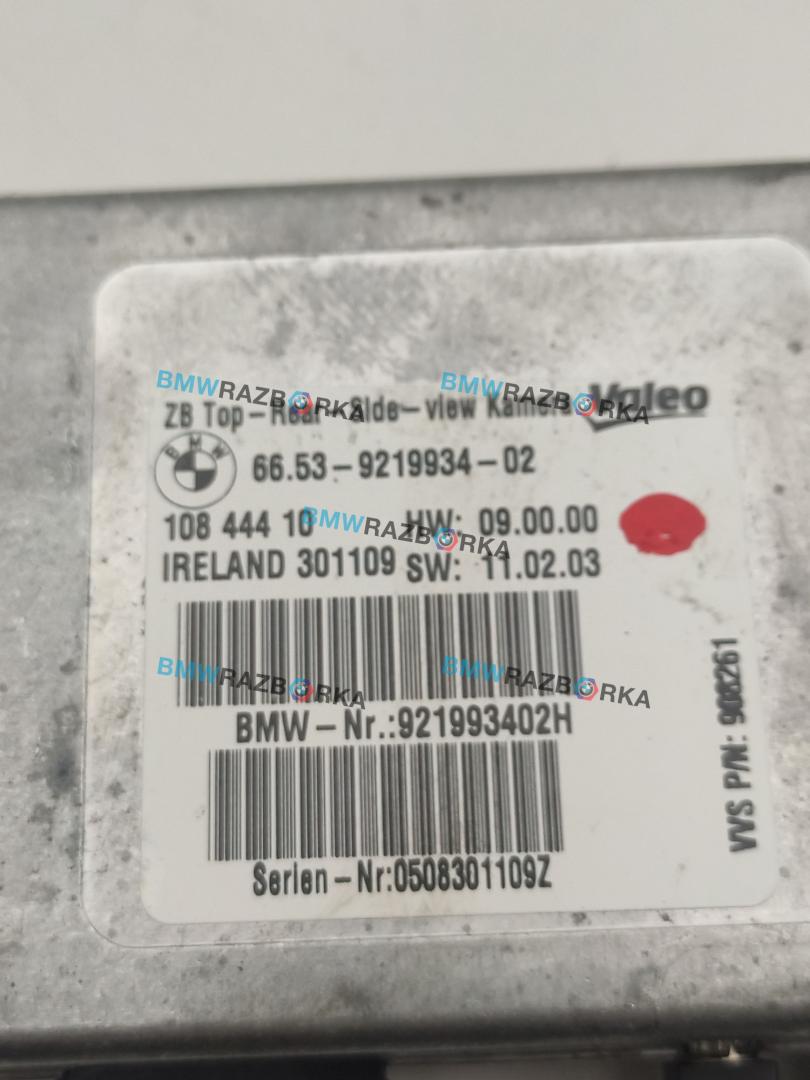 ZB Top-Rear-Side-view Kamera Valeo
BMW 66.53-9219934-02
108 444 10 HW: 09.00.00
IRELAND 301109 SW: 11.02.03
BMW-Nr.:921993402H
Serien-Nr:0508301109Z
VVS P/N: 908261
BMWRAZBORKA
BMWRAZBORKA
BMWRAZBORKA
BMWRAZBORKA
BMWRAZBORKA